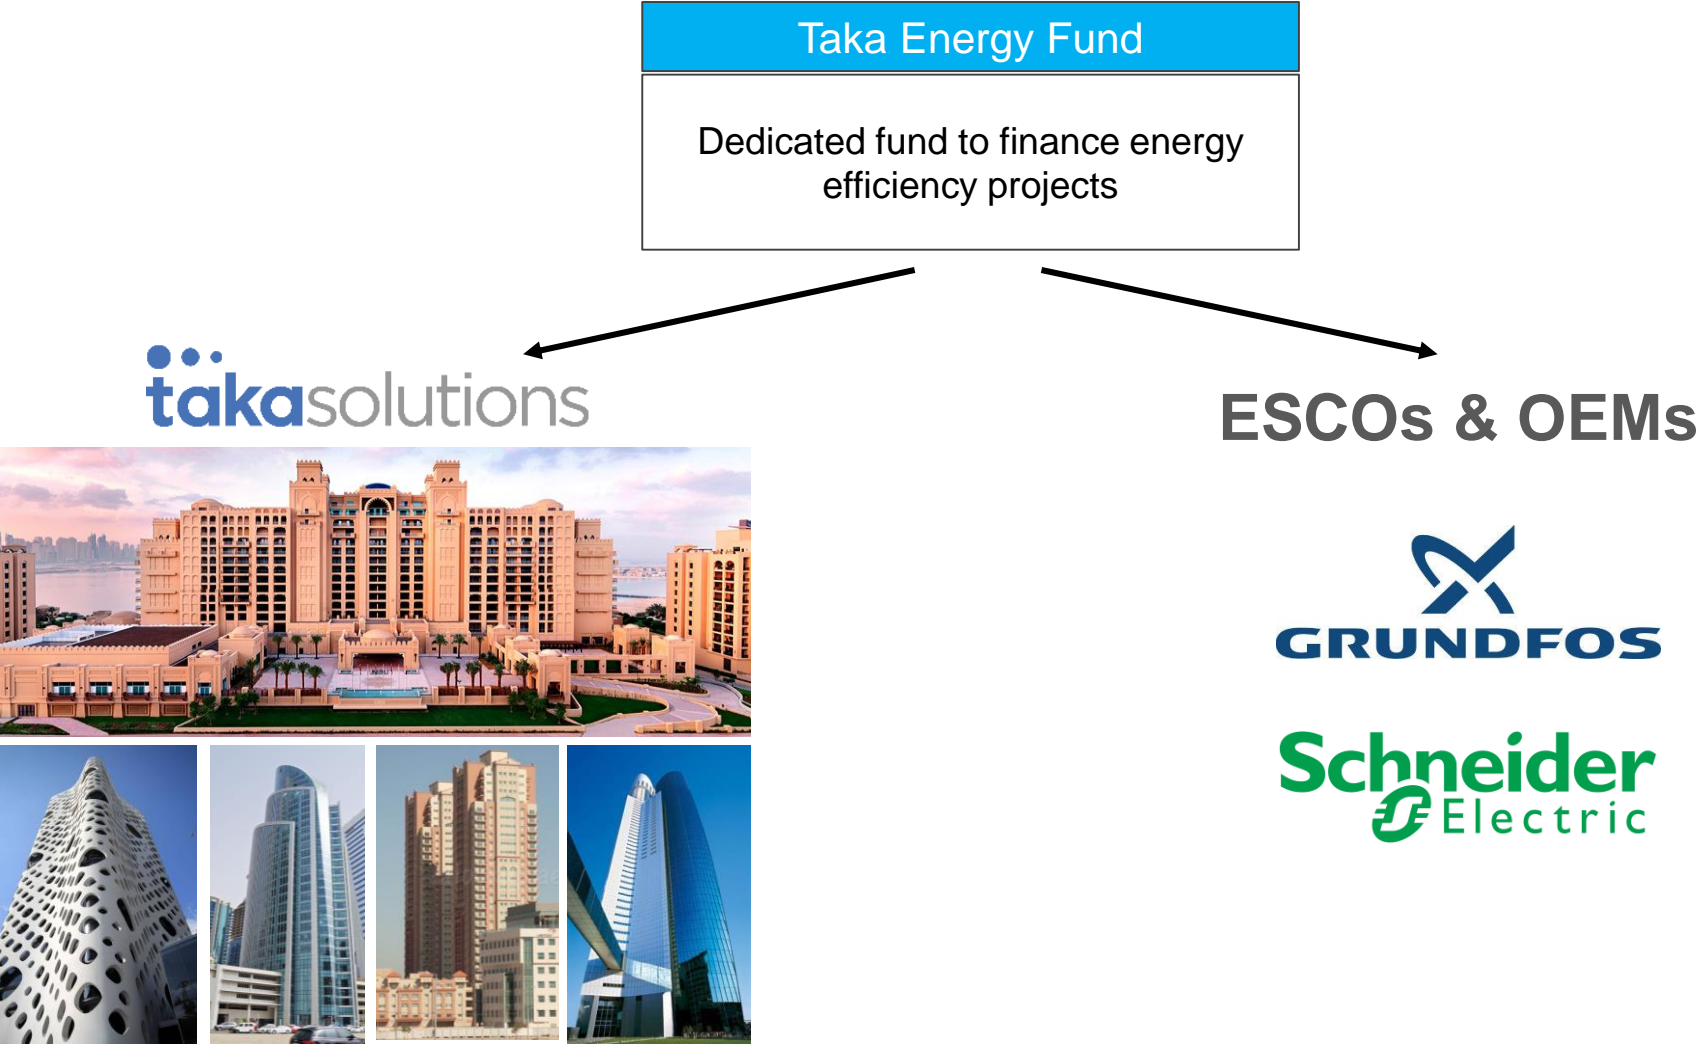 Taka Energy Fund
Dedicated fund to finance energy
efficiency projects
takasolutions
ESCOs & OEMs
GRUNDFOS
Schneider
Electric